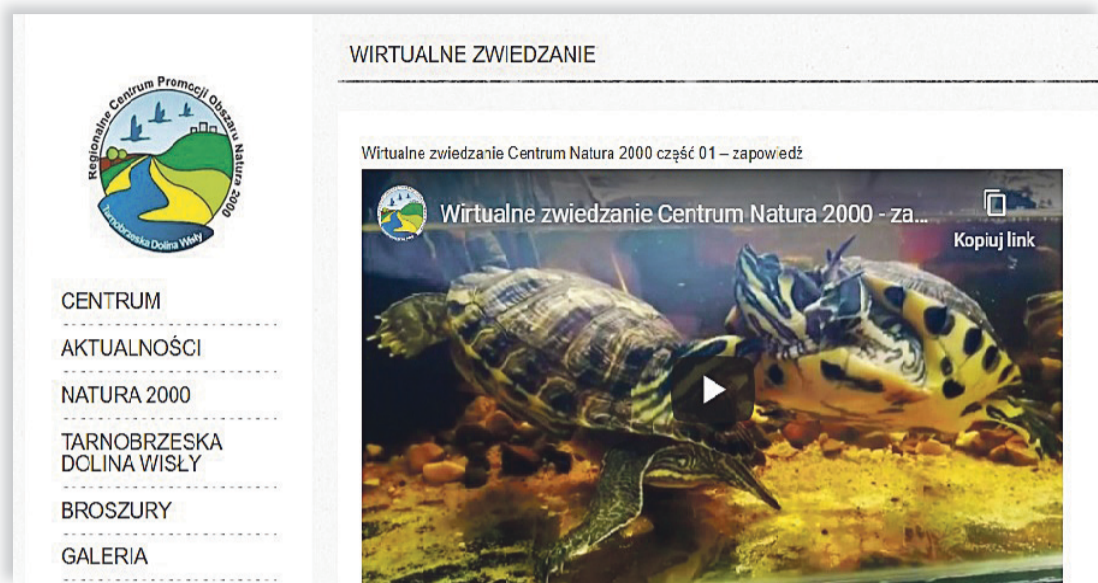 WIRTUALNE ZWIEDZANIE
Regionalne Centrum Promocji Obszaru Natura 2000
Tarnobrzeska Dolina Wisły
CENTRUM
AKTUALNOŚCI
NATURA 2000
TARNOBRZESKA
DOLINA WISŁY
BROSZURY
GALERIA
Wirtualne zwiedzanie Centrum Natura 2000 część 01 – zapowiedź
Wirtualne zwiedzanie Centrum Natura 2000 - za...
Kopiuj link